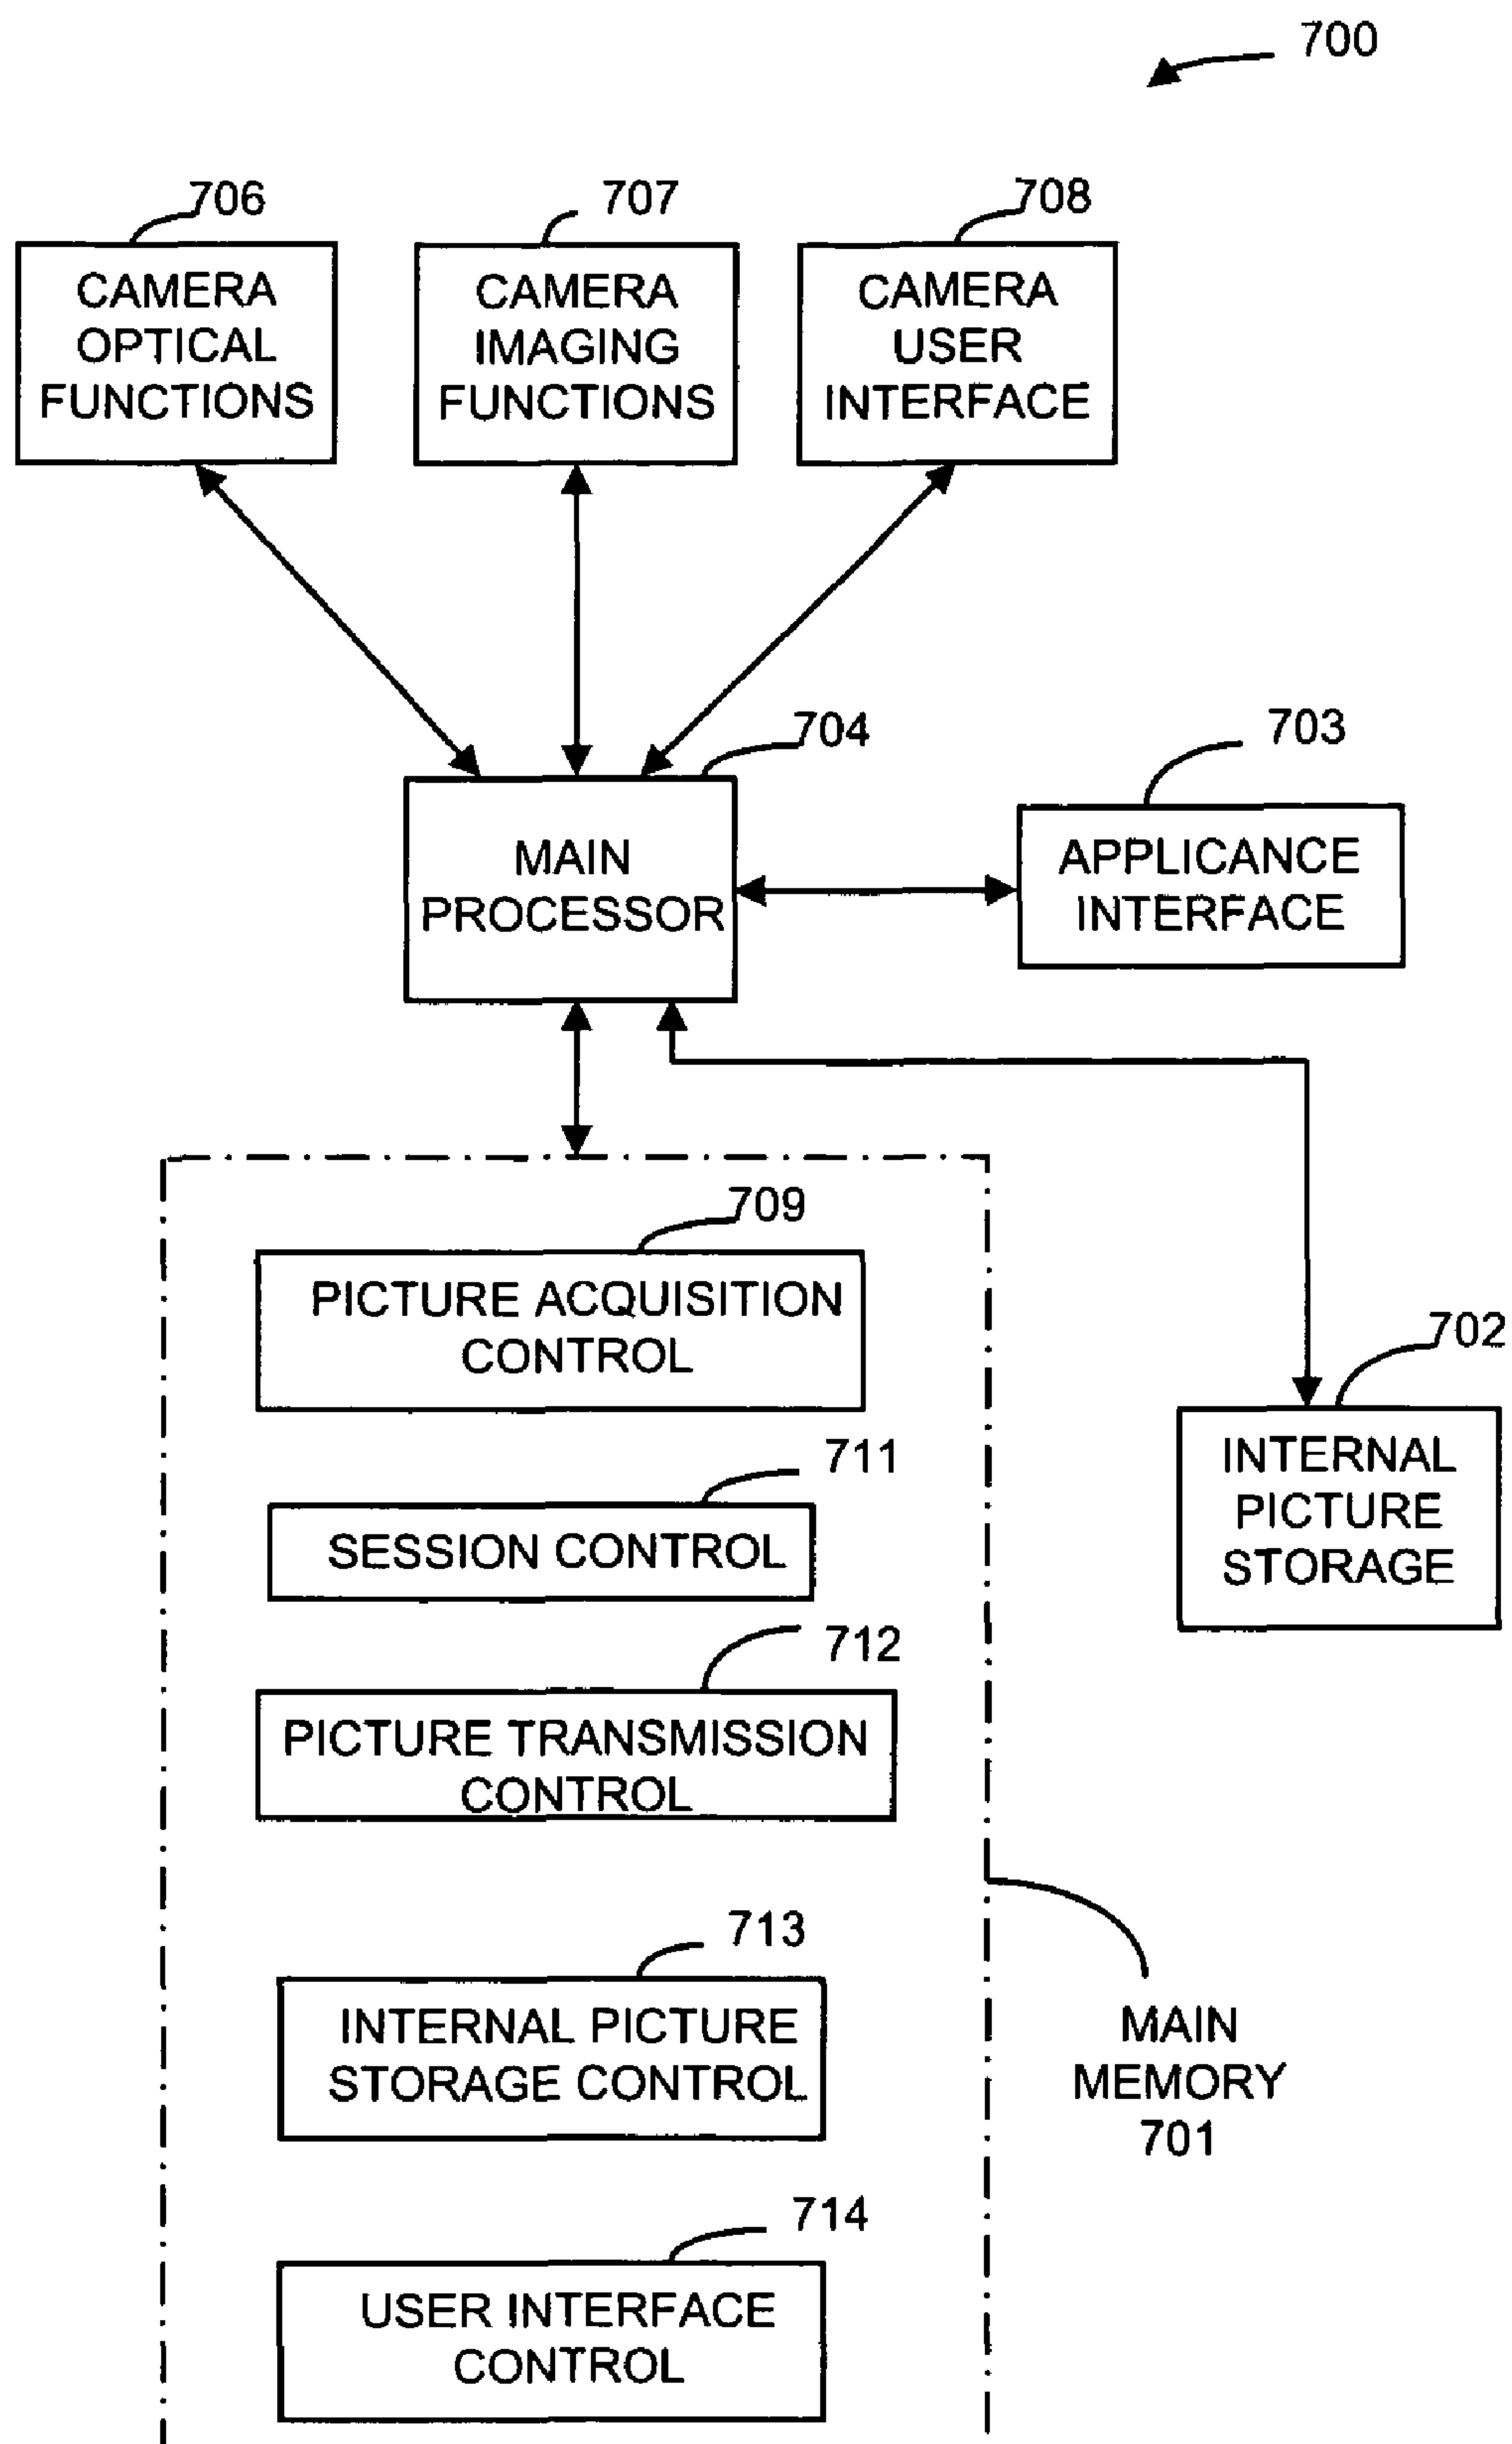 700
706
707
708
CAMERA
OPTICAL
FUNCTIONS
CAMERA
IMAGING
FUNCTIONS
CAMERA
USER
INTERFACE
704
703
MAIN
PROCESSOR
APPLICANCE
INTERFACE
709
PICTURE ACQUISITION
CONTROL
702
INTERNAL
PICTURE
STORAGE
711
SESSION CONTROL
712
PICTURE TRANSMISSION
CONTROL
713
INTERNAL PICTURE
STORAGE CONTROL
MAIN
MEMORY
701
714
USER INTERFACE
CONTROL